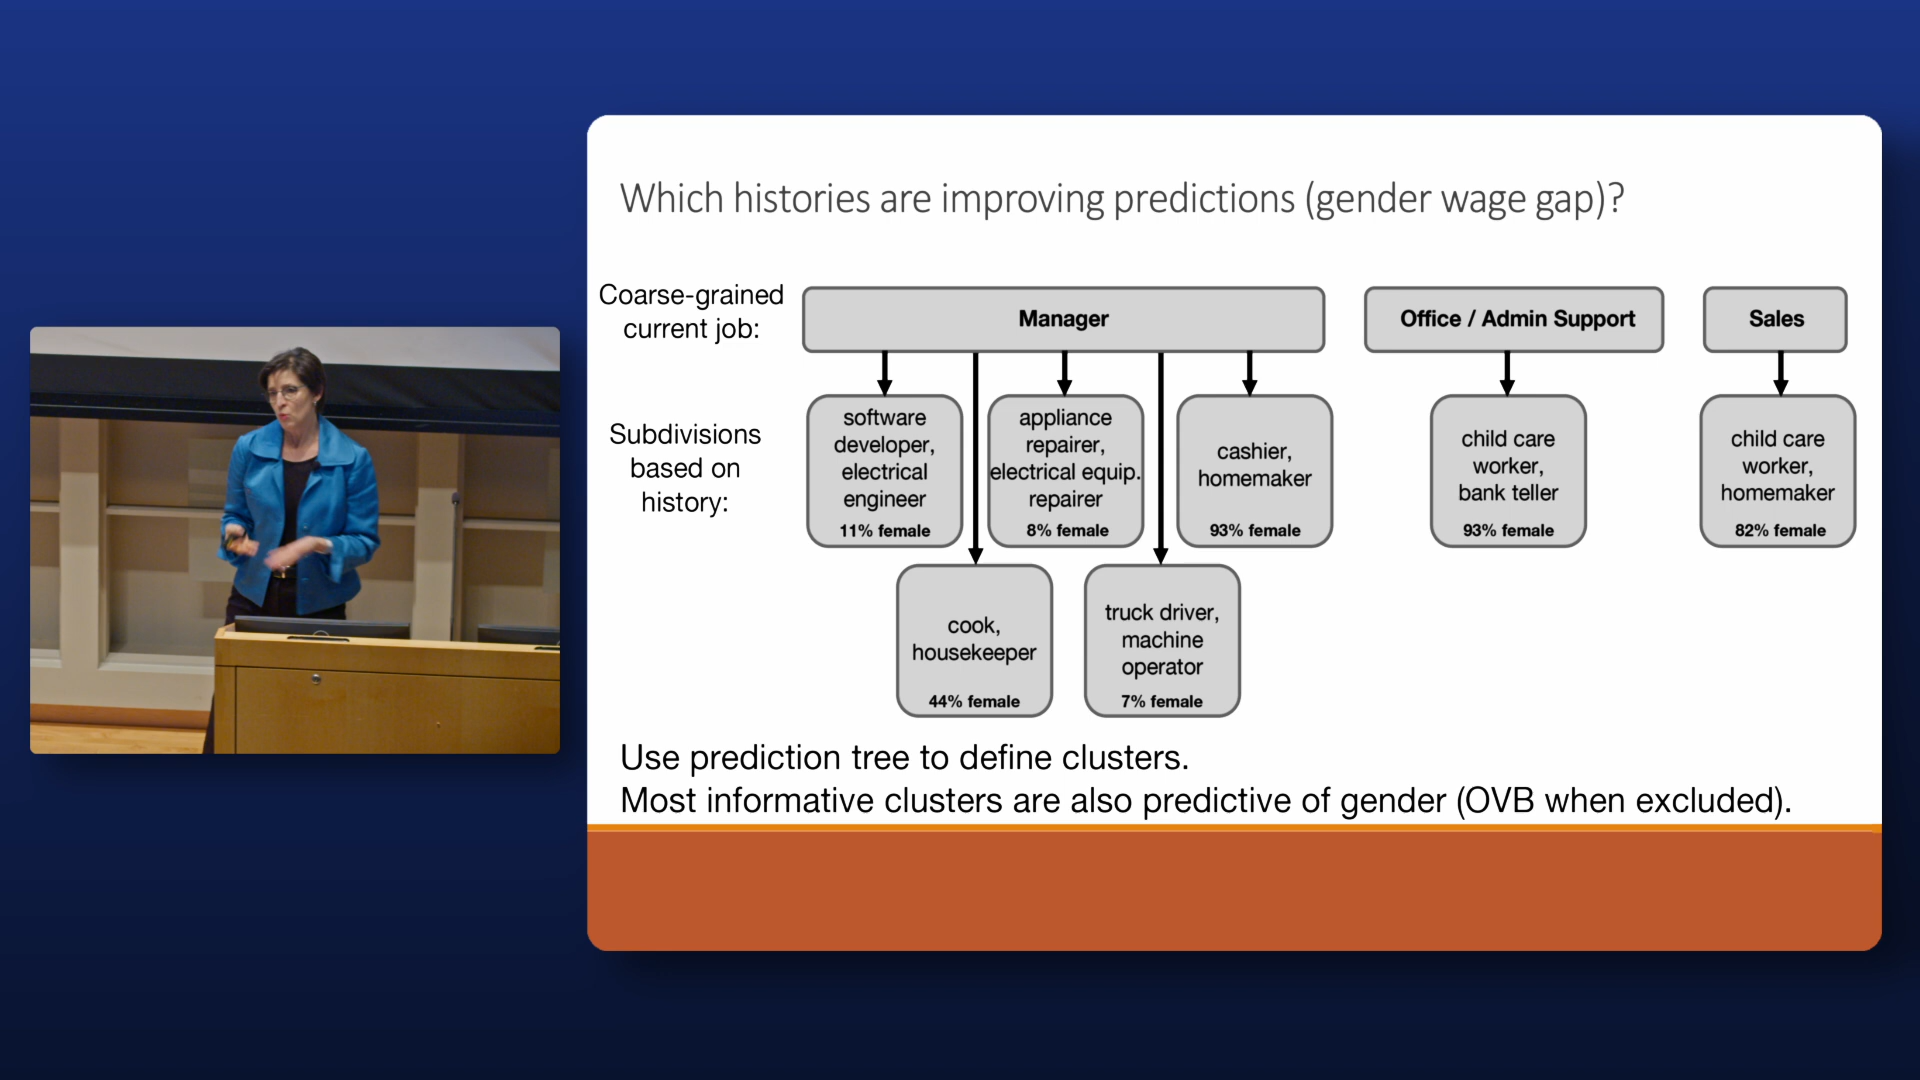 Which histories are improving predictions (gender wage gap)?
Coarse-grained
current job:
Manager
Office / Admin Support
Sales
Subdivisions
based on
history:
software
developer,
electrical
engineer
11% female
appliance
repairer,
electrical equip.
repairer
8% female
cashier,
homemaker
93% female
child care
worker,
bank teller
93% female
child care
worker,
homemaker
82% female
cook,
housekeeper
44% female
truck driver,
machine
operator
7% female
Use prediction tree to define clusters.
Most informative clusters are also predictive of gender (OVB when excluded).